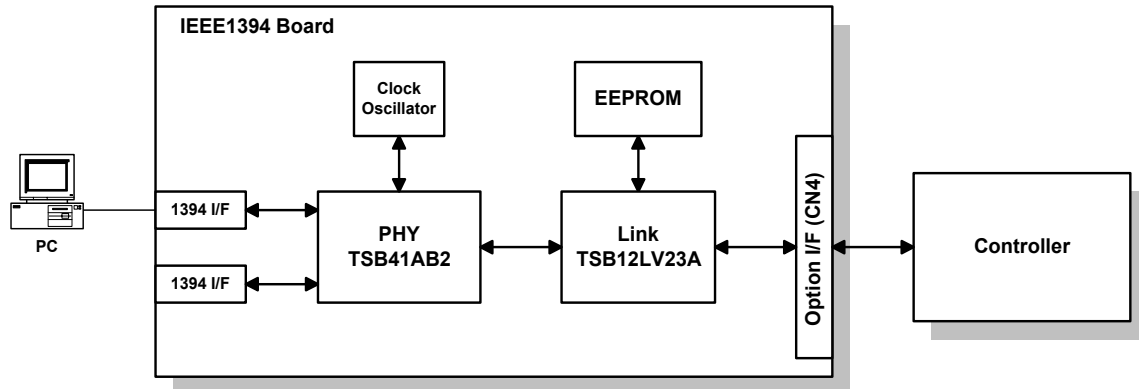 IEEE1394 Board
Clock
Oscillator
EEPROM
PC
1394 I/F
1394 I/F
PHY
TSB41AB2
Link
TSB12LV23A
Option I/F (CN4)
Controller